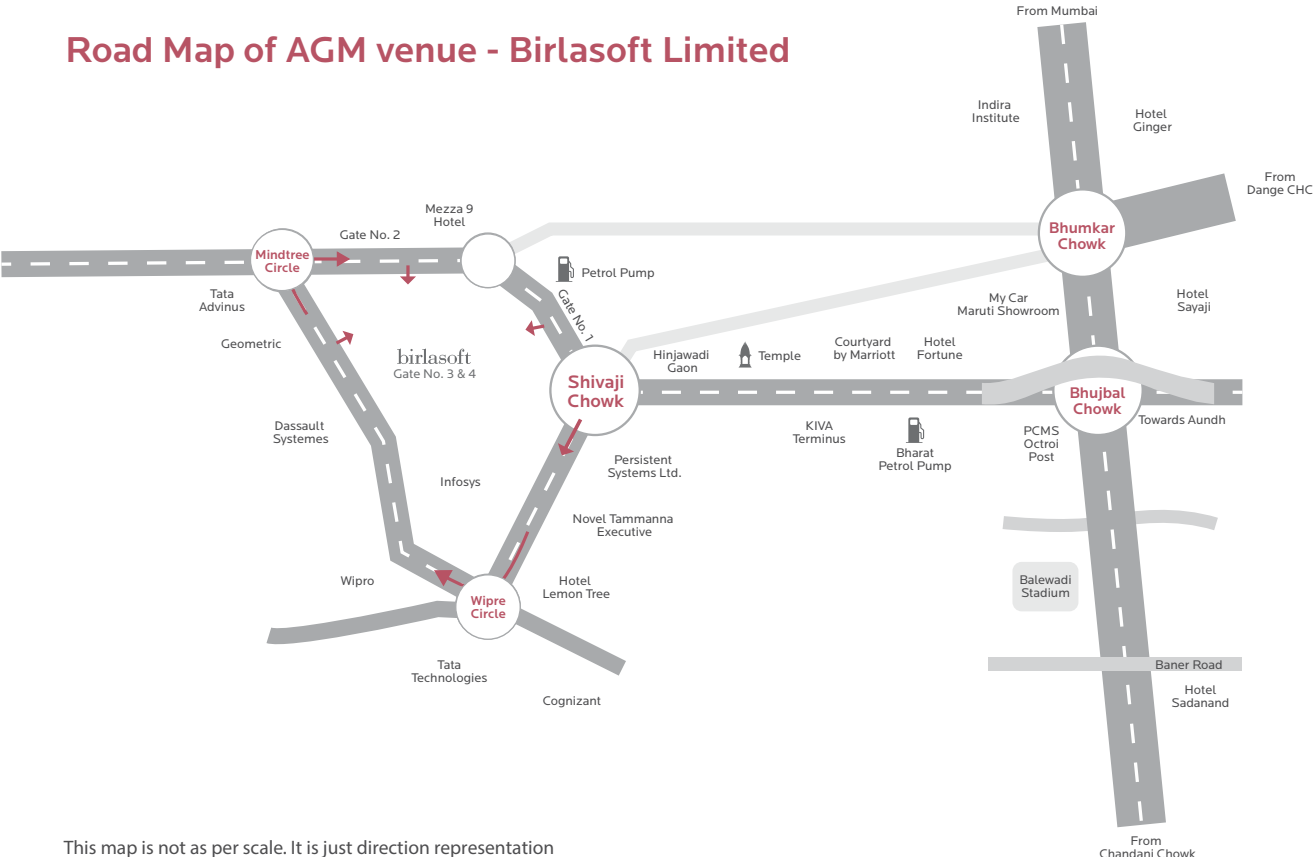 From Mumbai
Road Map of AGM venue - Birlasoft Limited
Indira
Institute
Hotel
Ginger
From
Dange CHC
Mezza 9
Hotel
Gate No. 2
Mindtree
Circle
Bhumkar
Chowk
Petrol Pump
Tata
Advinus
Gate No. 1
My Car
Maruti Showroom
Hotel
Sayaji
Geometric
birlasoft
Gate No. 3 & 4
Hinjawadi
Gaon
Temple
Courtyard
by Marriott
Hotel
Fortune
Shivaji
Chowk
Bhujbal
Chowk
Towards Aundh
Dassault
Systemes
KIVA
Terminus
Bharat
Petrol Pump
PCMS
Octroi
Post
Persistent
Systems Ltd.
Infosys
Novel Tammanna
Executive
Wipro
Hotel
Lemon Tree
Balewadi
Stadium
Wipre
Circle
Tata
Technologies
Cognizant
Baner Road
Hotel
Sadanand
This map is not as per scale. It is just direction representation
From
Chandani Chowk